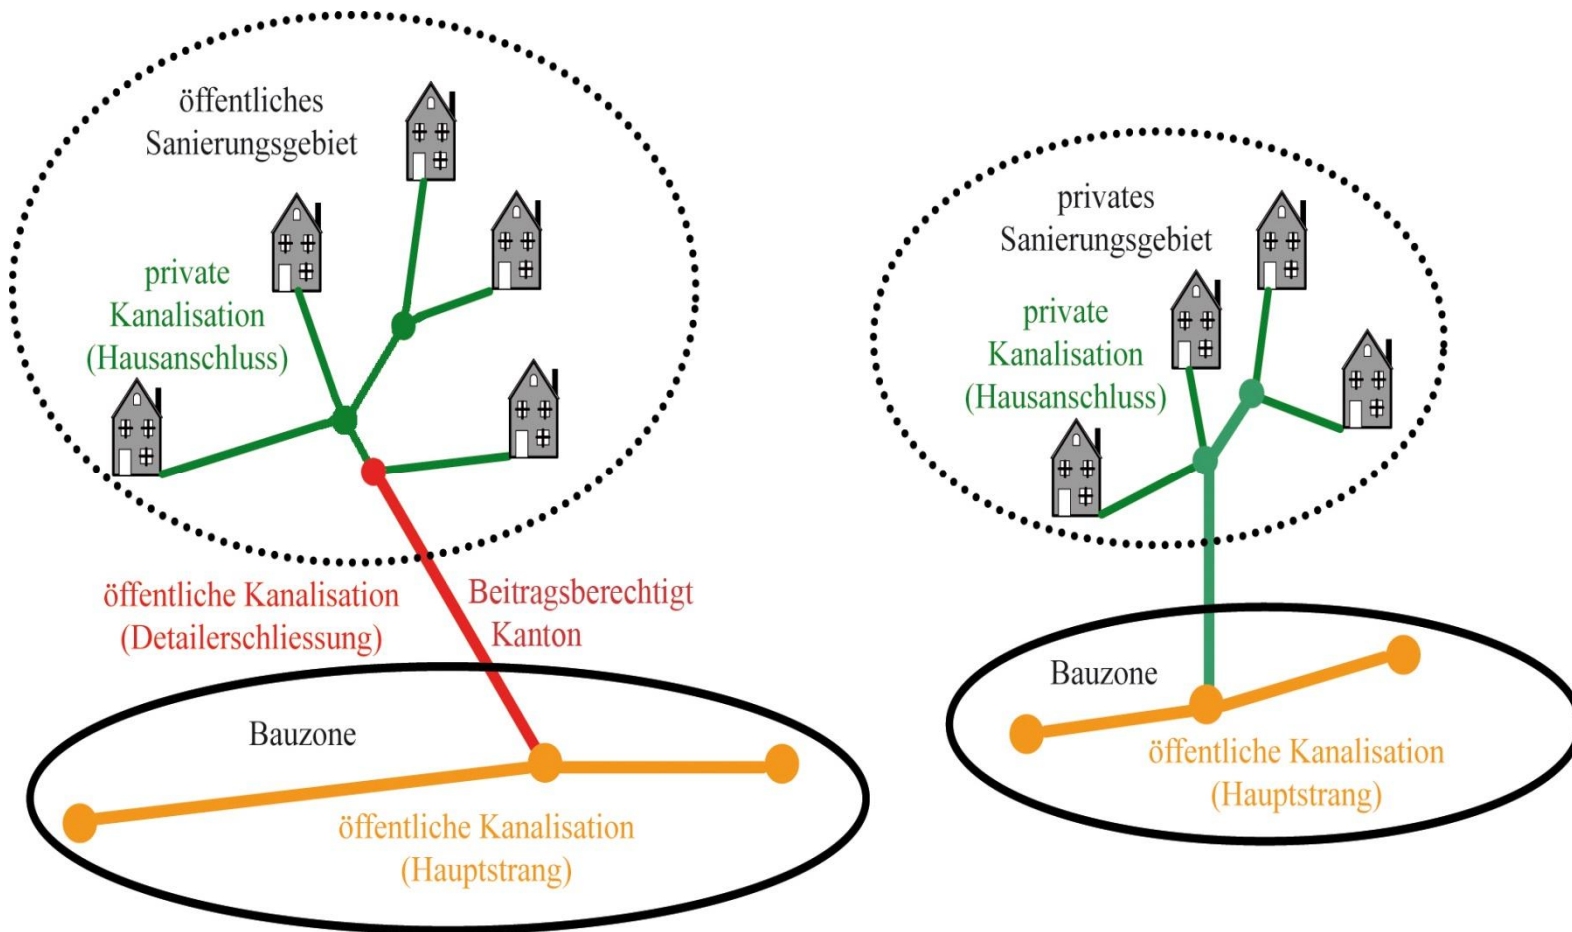 öffentliches
Sanierungsgebiet
private
Kanalisation
(Hausanschluss)
öffentliche Kanalisation
(Detailerschliessung)
Beitragsberechtigt
Kanton
Bauzone
öffentliche Kanalisation
(Hauptstrang)
privates
Sanierungsgebiet
private
Kanalisation
(Hausanschluss)
Bauzone
öffentliche Kanalisation
(Hauptstrang)